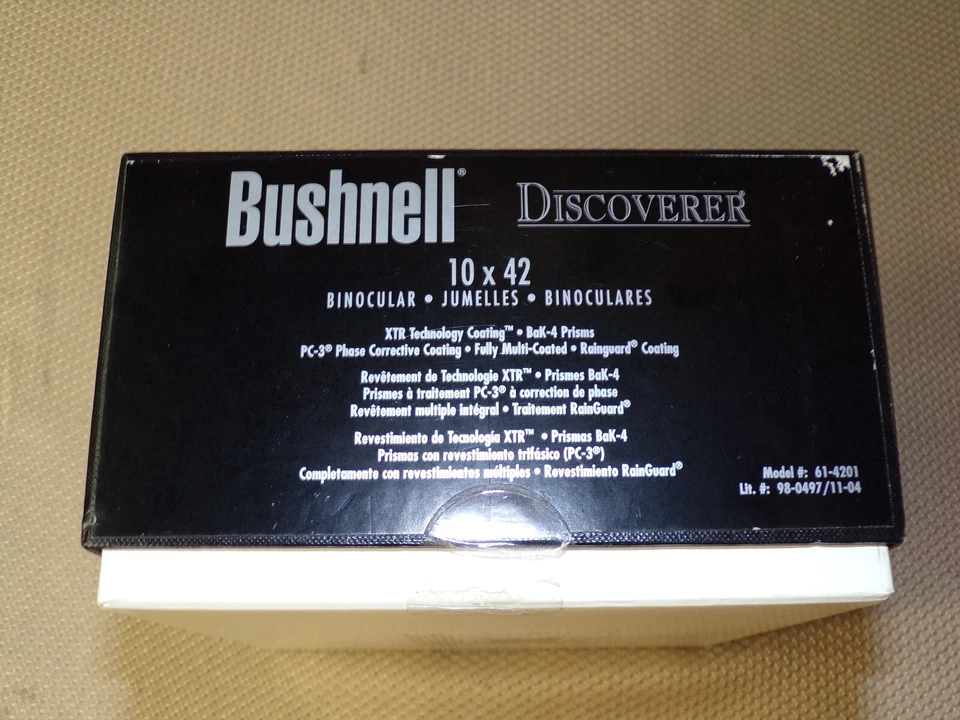 Bushnell® DISCOVERER®
10 x 42
BINOCULAR • JUMELLES • BINOCULARES
XTR Technology Coating™ • BaK-4 Prisms
PC-3® Phase Corrective Coating • Fully Multi-Coated • Rainguard® Coating
Revêtement de Technologie XTR™ • Prismes BaK-4
Prismes à traitement PC-3® à correction de phase
Revêtement multiple intégral • Traitement RainGuard®
Revestimiento de Tecnología XTR™ • Prismas BaK-4
Prismas con revestimiento trifásico (PC-3®)
Completamente con revestimientos múltiples • Revestimiento RainGuard®
Model #: 61-4201
Lit. #: 98-0497/11-04